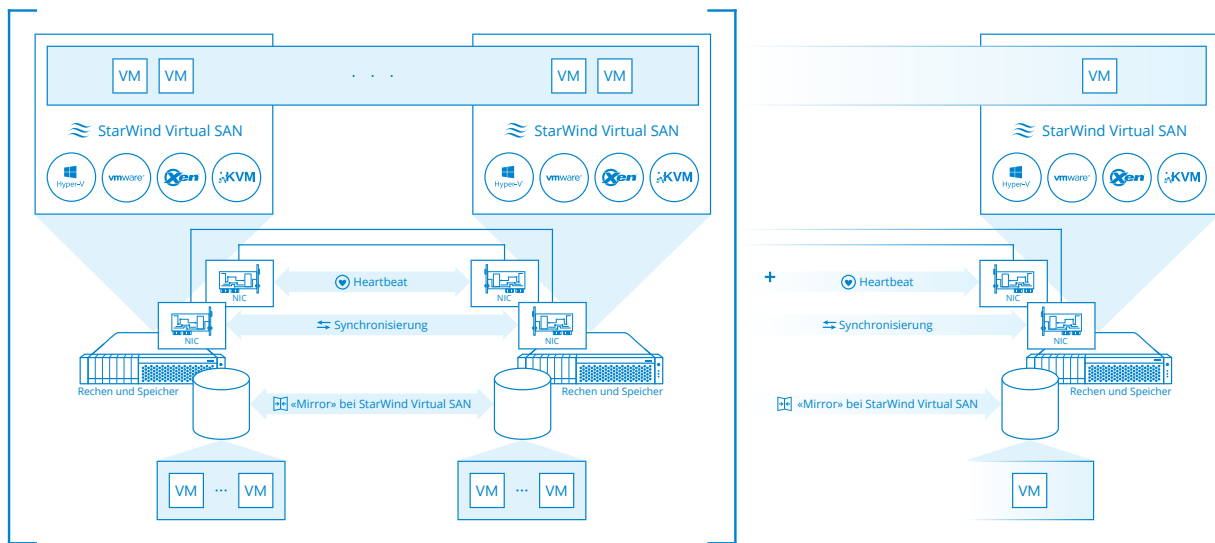 VM VM . . . VM VM VM
StarWind Virtual SAN StarWind Virtual SAN StarWind Virtual SAN
Hyper-V vmware® Xen KVM Hyper-V vmware® Xen KVM Hyper-V vmware® Xen KVM
Heartbeat + Heartbeat
NIC NIC NIC
Synchronisierung Synchronisierung
NIC NIC NIC
Rechen und Speicher Rechen und Speicher Rechen und Speicher
«Mirror» bei StarWind Virtual SAN «Mirror» bei StarWind Virtual SAN
VM ... VM VM ... VM VM